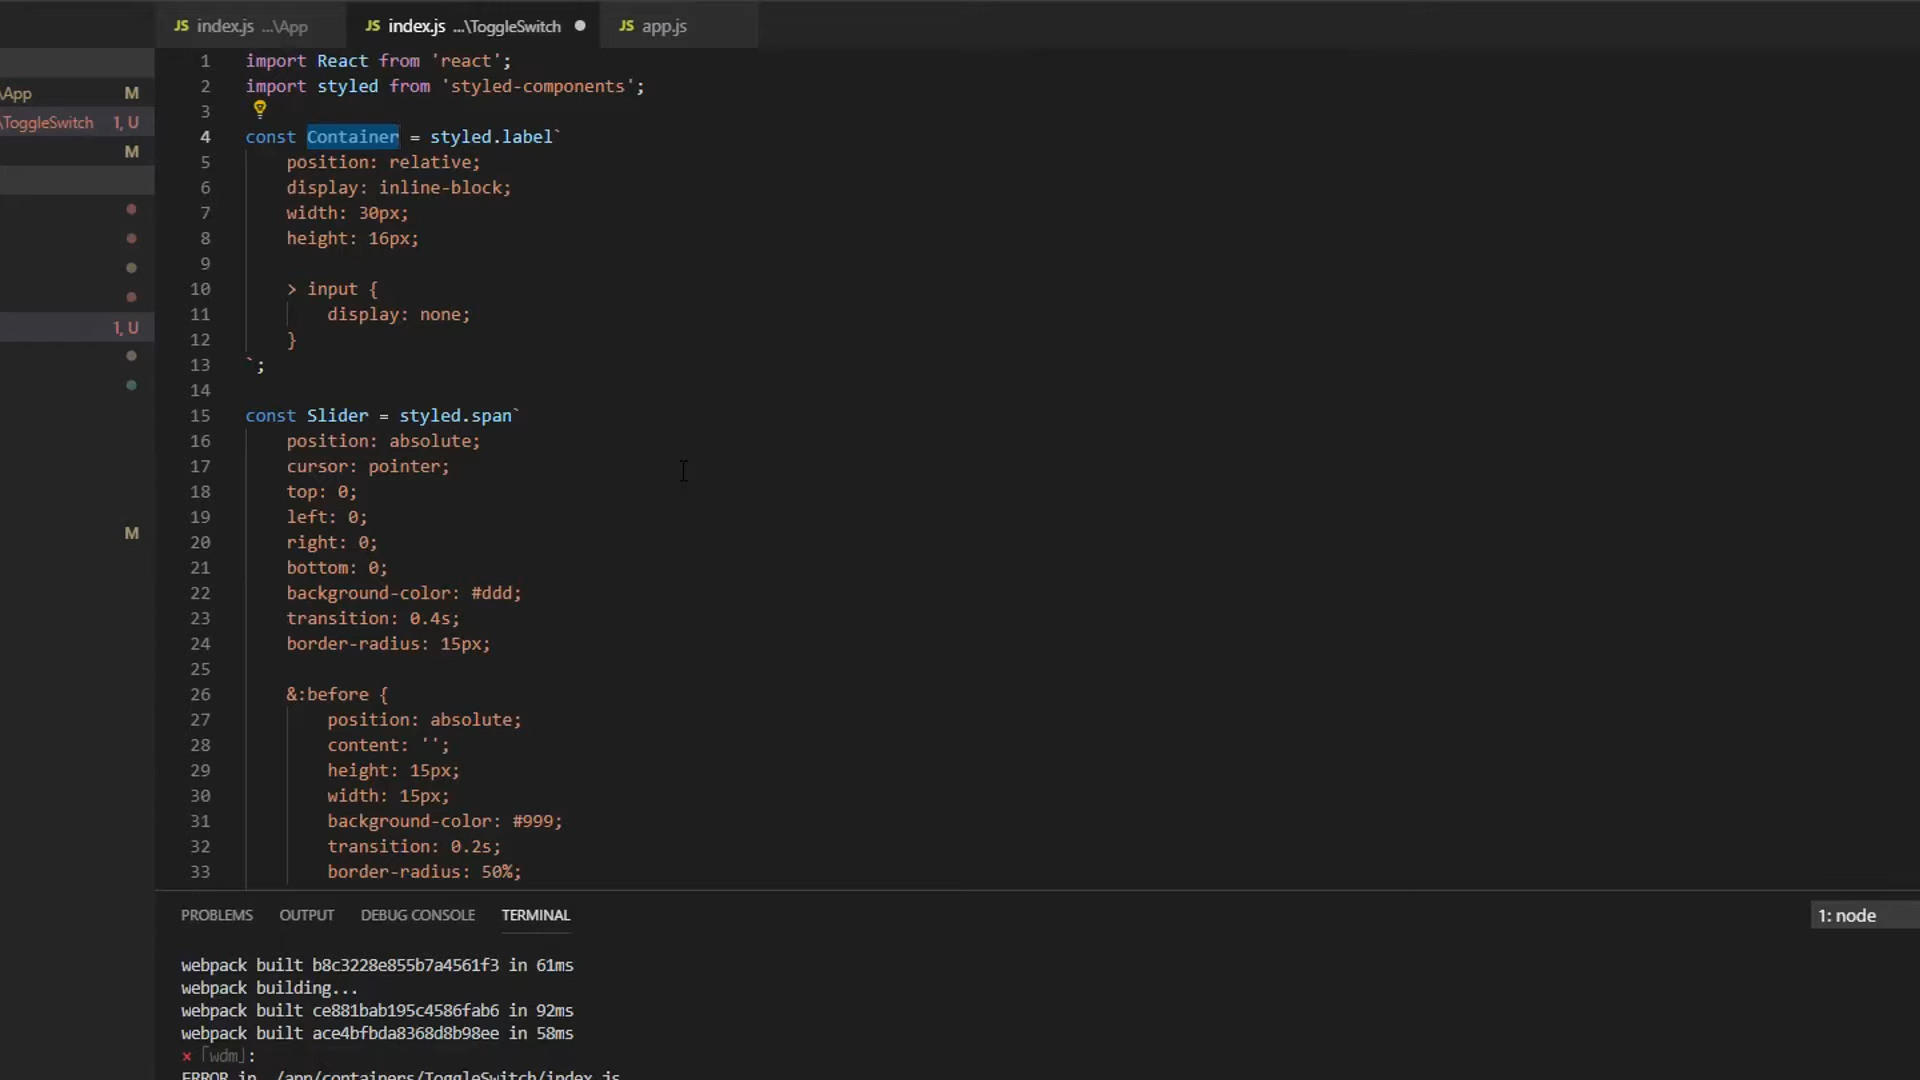 JS index.js ...\App
JS index.js ...\ToggleSwitch
JS app.js
\App M
\ToggleSwitch 1, U
M
1, U
M
1 import React from 'react';
2 import styled from 'styled-components';
3
4 const Container = styled.label`
5 position: relative;
6 display: inline-block;
7 width: 30px;
8 height: 16px;
9
10 > input {
11 display: none;
12 }
13 `;
14
15 const Slider = styled.span`
16 position: absolute;
17 cursor: pointer;
18 top: 0;
19 left: 0;
20 right: 0;
21 bottom: 0;
22 background-color: #ddd;
23 transition: 0.4s;
24 border-radius: 15px;
25
26 &:before {
27 position: absolute;
28 content: '';
29 height: 15px;
30 width: 15px;
31 background-color: #999;
32 transition: 0.2s;
33 border-radius: 50%;
PROBLEMS OUTPUT DEBUG CONSOLE TERMINAL
1: node
webpack built b8c3228e855b7a4561f3 in 61ms
webpack building...
webpack built ce881bab195c4586fab6 in 92ms
webpack built ace4bfbda8368d8b98ee in 58ms
× ｢wdm｣:
ERROR in ./app/containers/ToggleSwitch/index.js